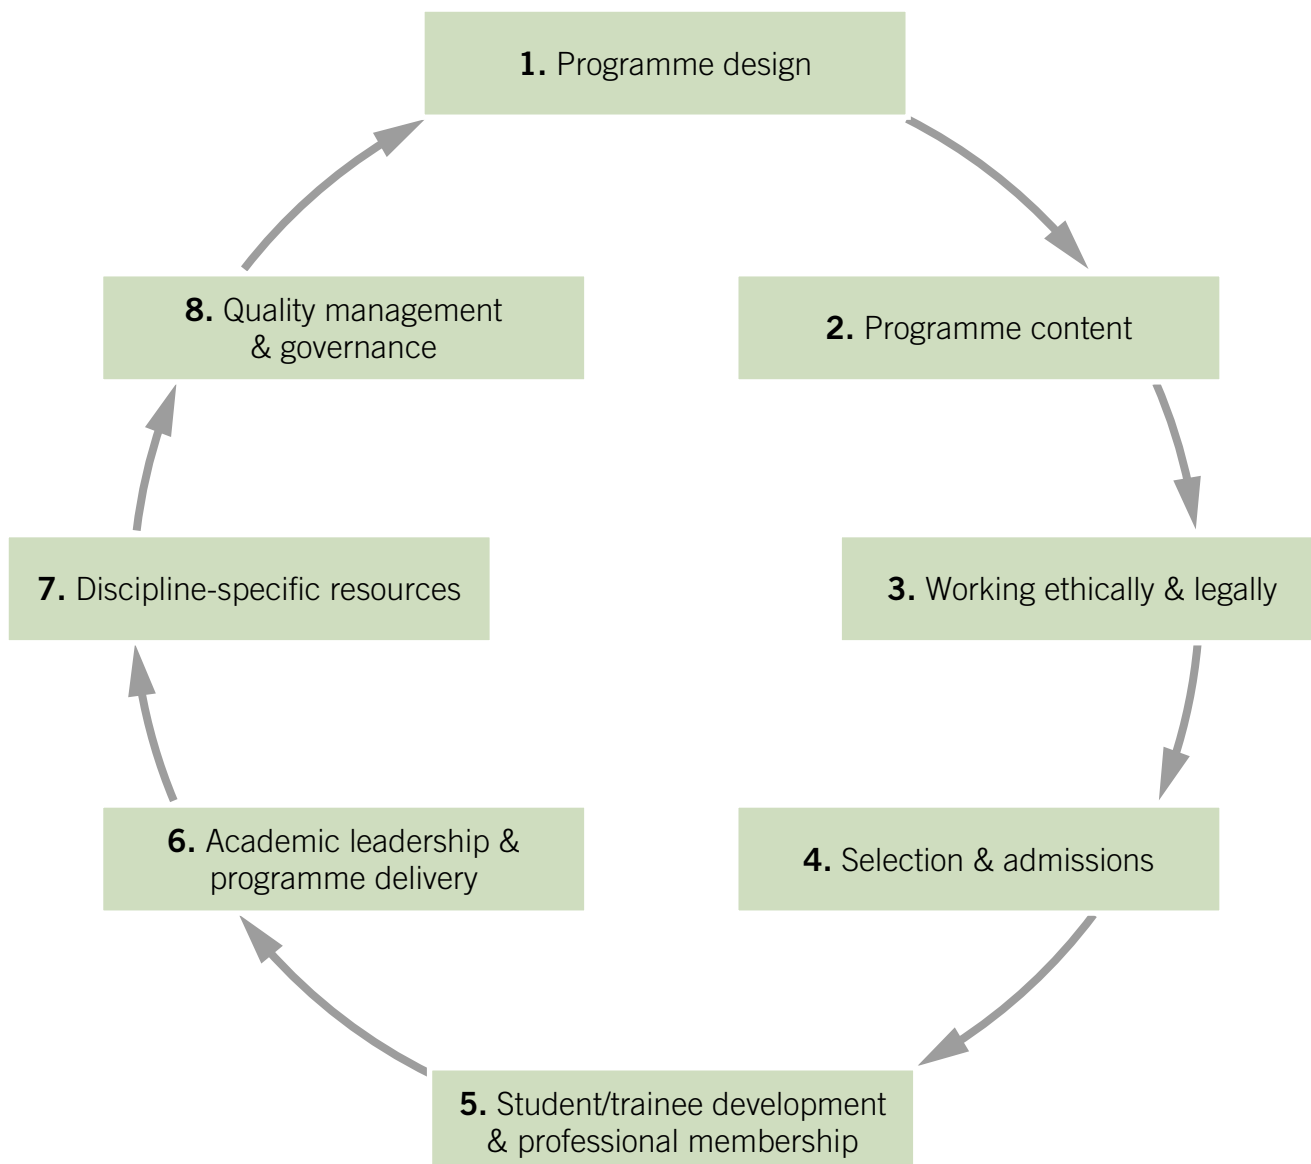 1. Programme design
2. Programme content
3. Working ethically & legally
4. Selection & admissions
5. Student/trainee development
& professional membership
6. Academic leadership &
programme delivery
7. Discipline-specific resources
8. Quality management
& governance